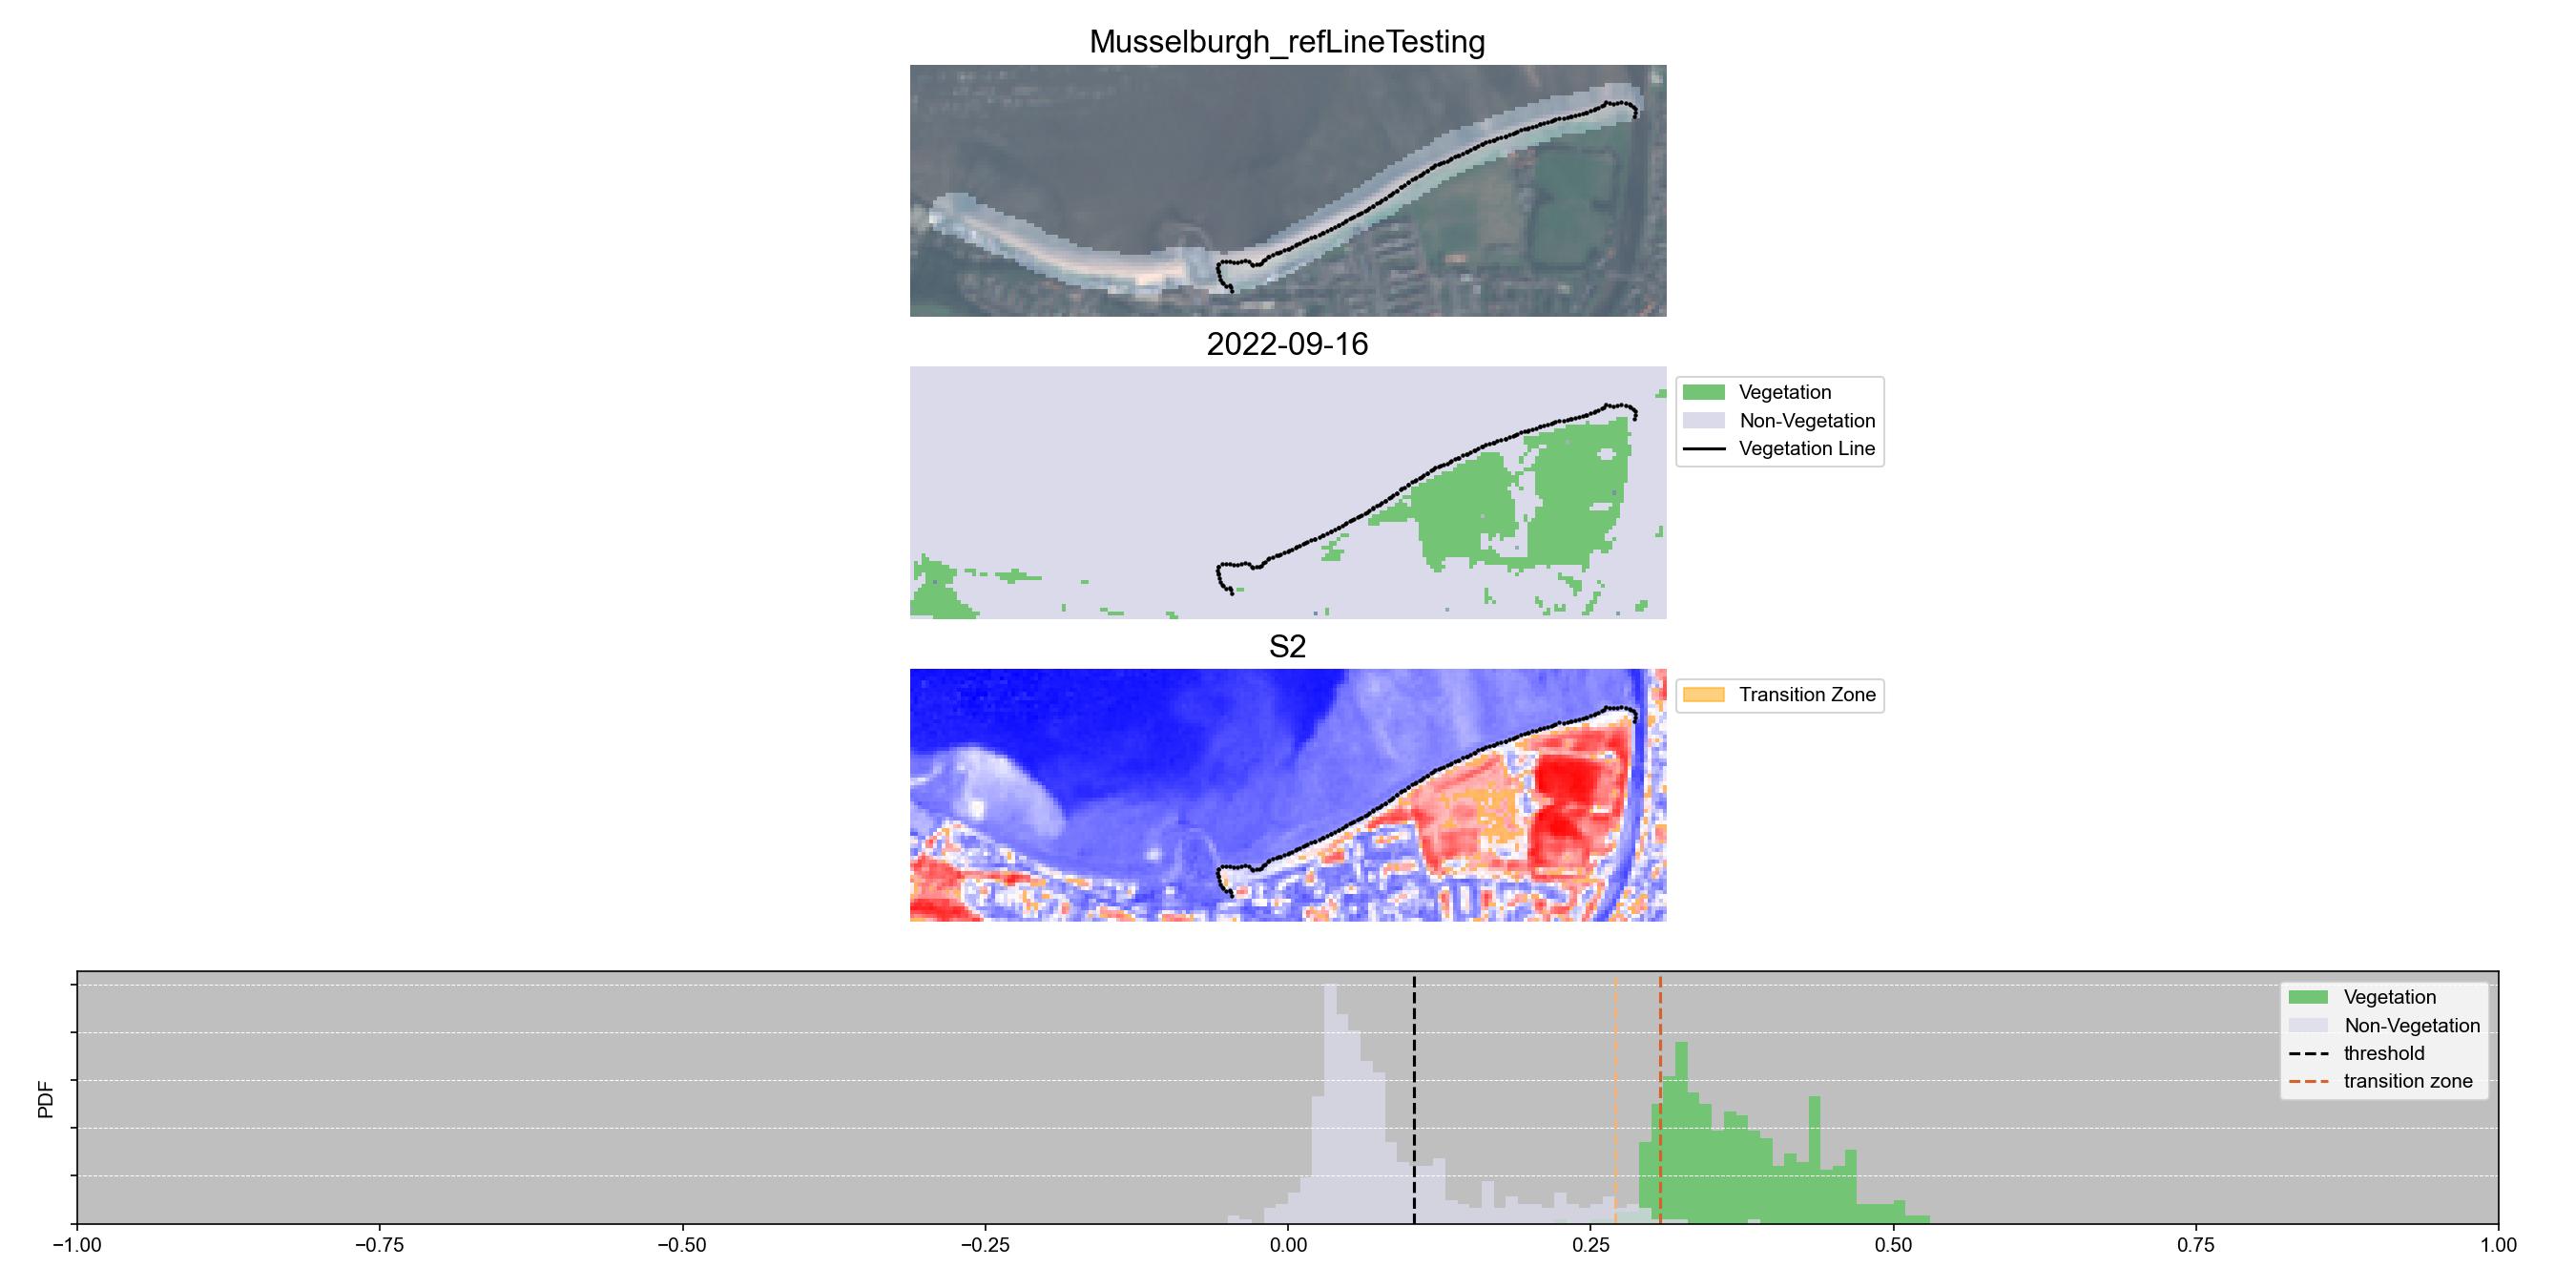 Musselburgh_refLineTesting
2022-09-16
Vegetation
Non-Vegetation
Vegetation Line
S2
Transition Zone
PDF
Vegetation
Non-Vegetation
threshold
transition zone
−1.00 −0.75 −0.50 −0.25 0.00 0.25 0.50 0.75 1.00